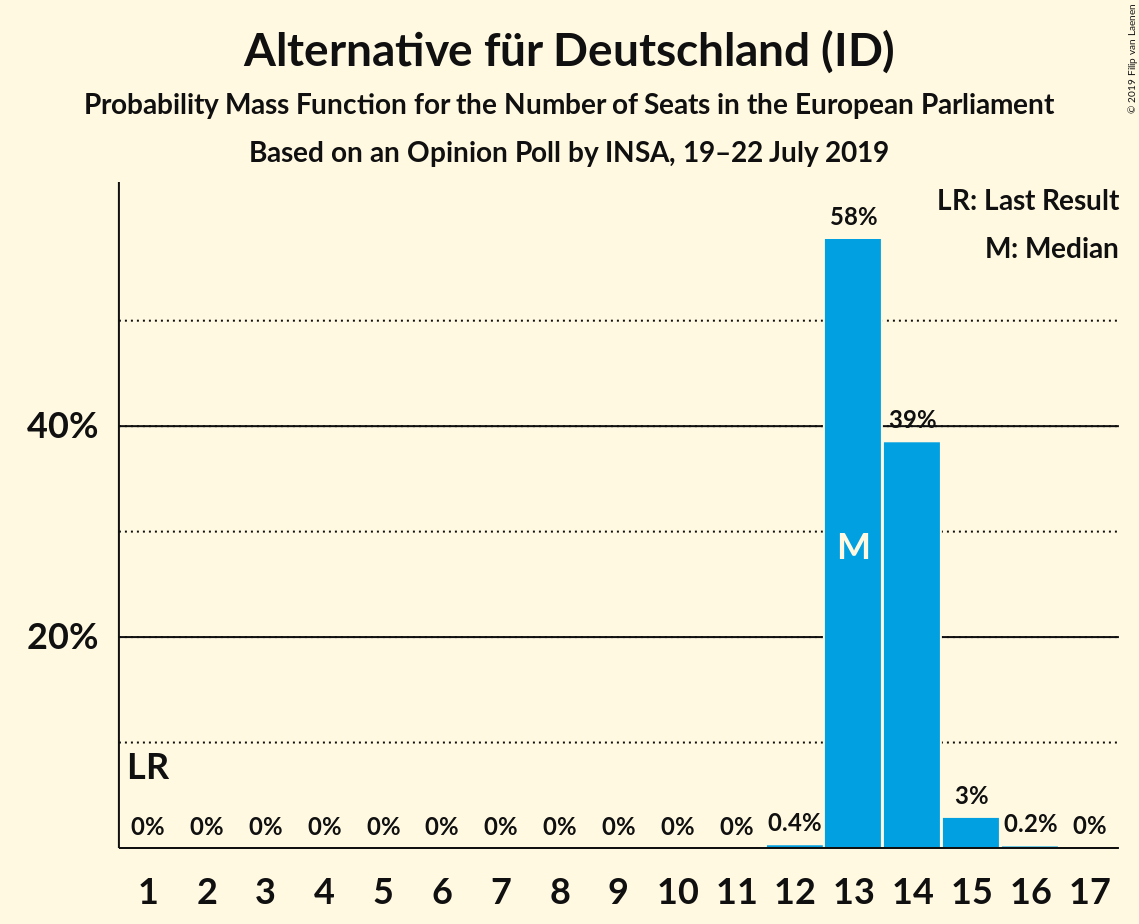 Alternative für Deutschland (ID)
Probability Mass Function for the Number of Seats in the European Parliament
Based on an Opinion Poll by INSA, 19–22 July 2019
© 2019 Filip van Laenen
LR: Last Result
M: Median
58%
40%
39%
M
20%
LR
0% 0% 0% 0% 0% 0% 0% 0% 0% 0% 0% 0.4% 3% 0.2% 0%
1 2 3 4 5 6 7 8 9 10 11 12 13 14 15 16 17